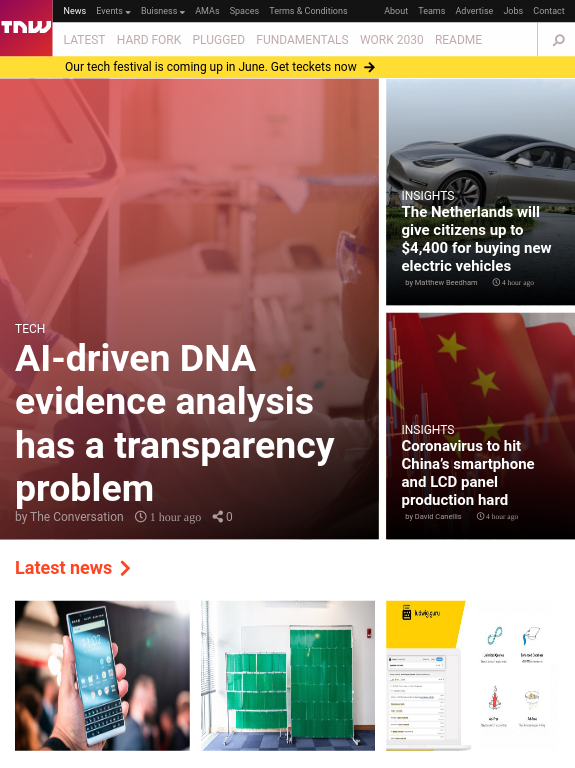 TNW
News Events Buisness AMAs Spaces Terms & Conditions About Teams Advertise Jobs Contact
LATEST HARD FORK PLUGGED FUNDAMENTALS WORK 2030 README
Our tech festival is coming up in June. Get teckets now
TECH
AI-driven DNA
evidence analysis
has a transparency
problem
by The Conversation 1 hour ago 0
INSIGHTS
The Netherlands will
give citizens up to
$4,400 for buying new
electric vehicles
by Matthew Beedham 4 hour ago
INSIGHTS
Coronavirus to hit
China's smartphone
and LCD panel
production hard
by David Canellis 4 hour ago
Latest news
ludwig.guru